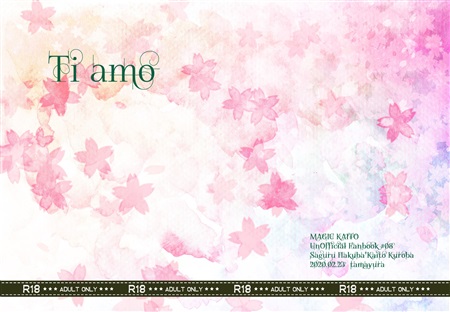 Ti amo
MAGIC KAITO
UnOfficial Fanbook #08
Saguru Hakuba*Kaito Kuroba
2020.02.23 tamayura
R18 ★★★ ADULT ONLY ★★★ R18 ★★★ ADULT ONLY ★★★ R18 ★★★ ADULT ONLY ★★★ R18 ★★★ ADULT ONLY ★★★